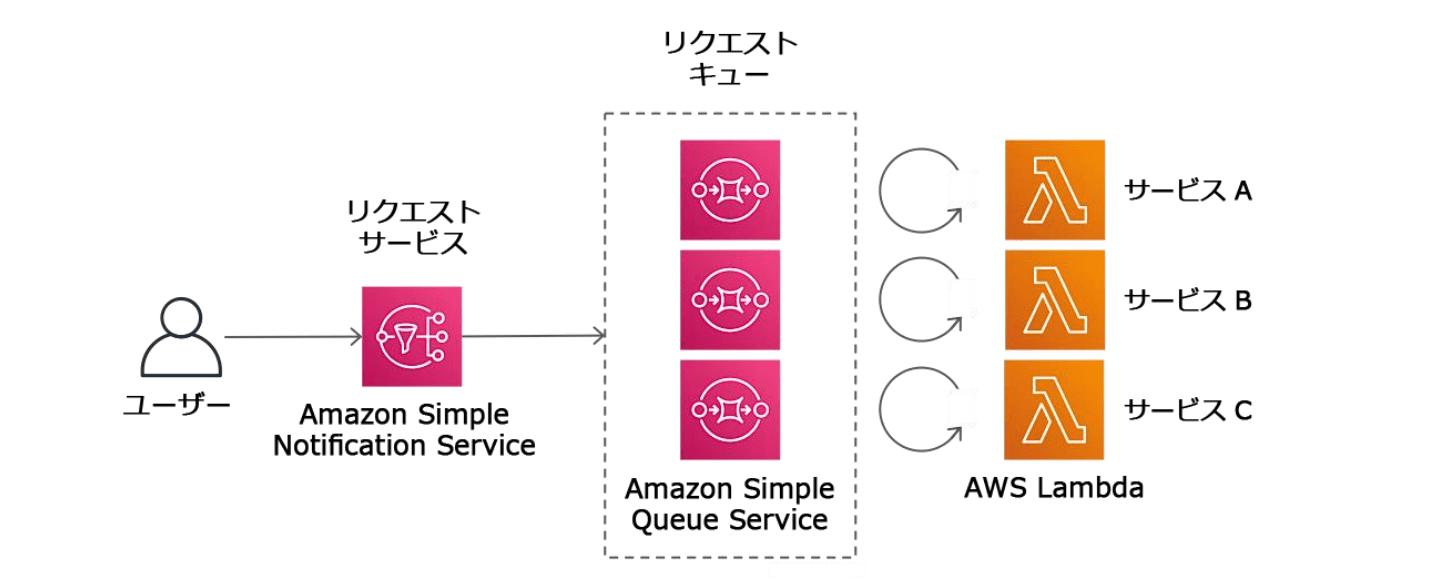 リクエスト
キュー
リクエスト
サービス
ユーザー
Amazon Simple
Notification Service
Amazon Simple
Queue Service
サービス A
サービス B
サービス C
AWS Lambda